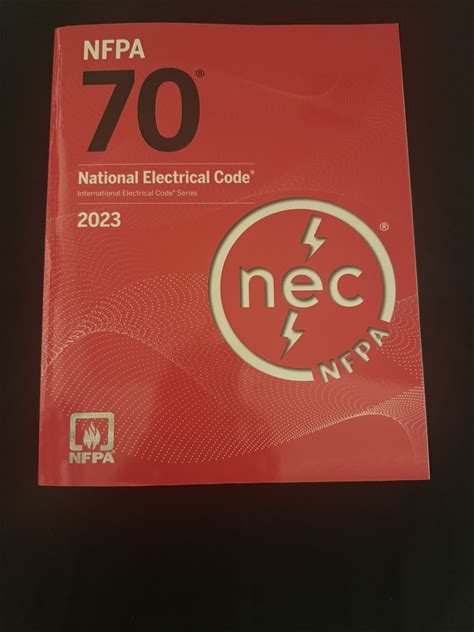 NFPA
70®
National Electrical Code®
International Electrical Code® Series
2023
®
nec
NFPA
NFPA®